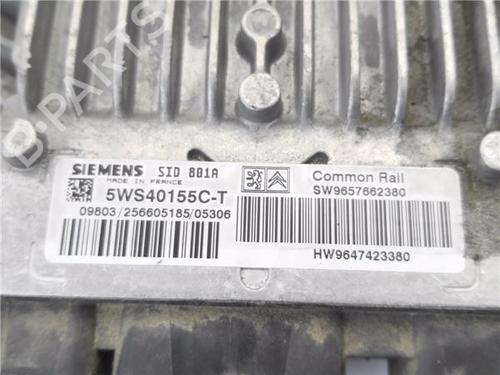 B-PARTS
SIEMENS SID 801A
MADE IN FRANCE
5WS40155C-T
09803/256605185/05306
Common Rail
SW9657662380
HW9647423380